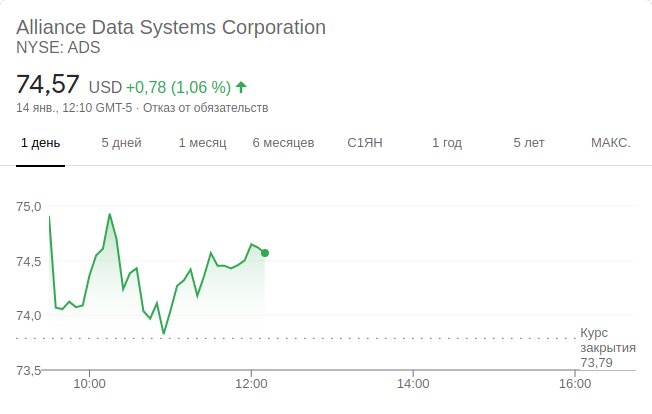 Alliance Data Systems Corporation
NYSE: ADS
74,57 USD +0,78 (1,06 %)
14 янв., 12:10 GMT-5 · Отказ от обязательств
1 день 5 дней 1 месяц 6 месяцев С1ЯН 1 год 5 лет МАКС.
75,0
74,5
74,0
Курс
закрытия
73,79
73,5
10:00 12:00 14:00 16:00